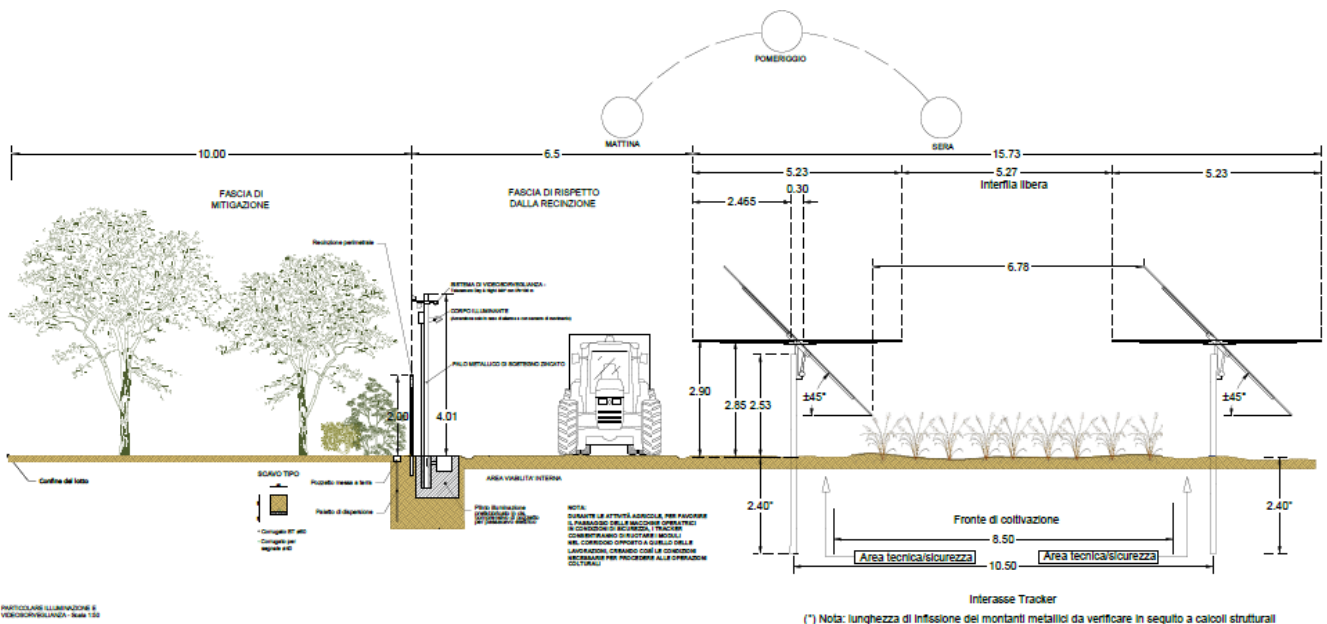 POMERIGGIO
MATTINA
SERA
10.00
6.5
15.73
5.23
5.27
5.23
Interfila libera
0.30
2.465
FASCIA DI
MITIGAZIONE
FASCIA DI RISPETTO
DALLA RECINZIONE
Recinzione perimetrale
6.78
SISTEMA DI VIDEOSORVEGLIANZA -
CORPO ILLUMINANTE
PALO METALLICO DI SOSTEGNO ZINCATO
2.00
4.01
2.90
2.85
2.53
±45°
±45°
Confine del lotto
SCAVO TIPO
Pozzetto messa a terra
Paletto di dispersione
AREA VIABILITA' INTERNA
Plinto illuminazione
per passacavo elettrico
NOTA:
DURANTE LE ATTIVITÀ AGRICOLE, PER FAVORIRE
IL PASSAGGIO DELLE MACCHINE OPERATRICI
IN CONDIZIONI DI SICUREZZA, I TRACKER
CONSENTIRANNO DI RUOTARE I MODULI
NEL CORRIDOIO OPPOSTO A QUELLO DELLE
LAVORAZIONI, CREANDO COSÌ LE CONDIZIONI
NECESSARIE PER PROCEDERE ALLE OPERAZIONI
COLTURALI
2.40*
2.40*
Fronte di coltivazione
8.50
Area tecnica/sicurezza
Area tecnica/sicurezza
10.50
Interasse Tracker
PARTICOLARE ILLUMINAZIONE E
VIDEOSORVEGLIANZA - Scala 1:50
(*) Nota: lunghezza di infissione dei montanti metallici da verificare in seguito a calcoli strutturali